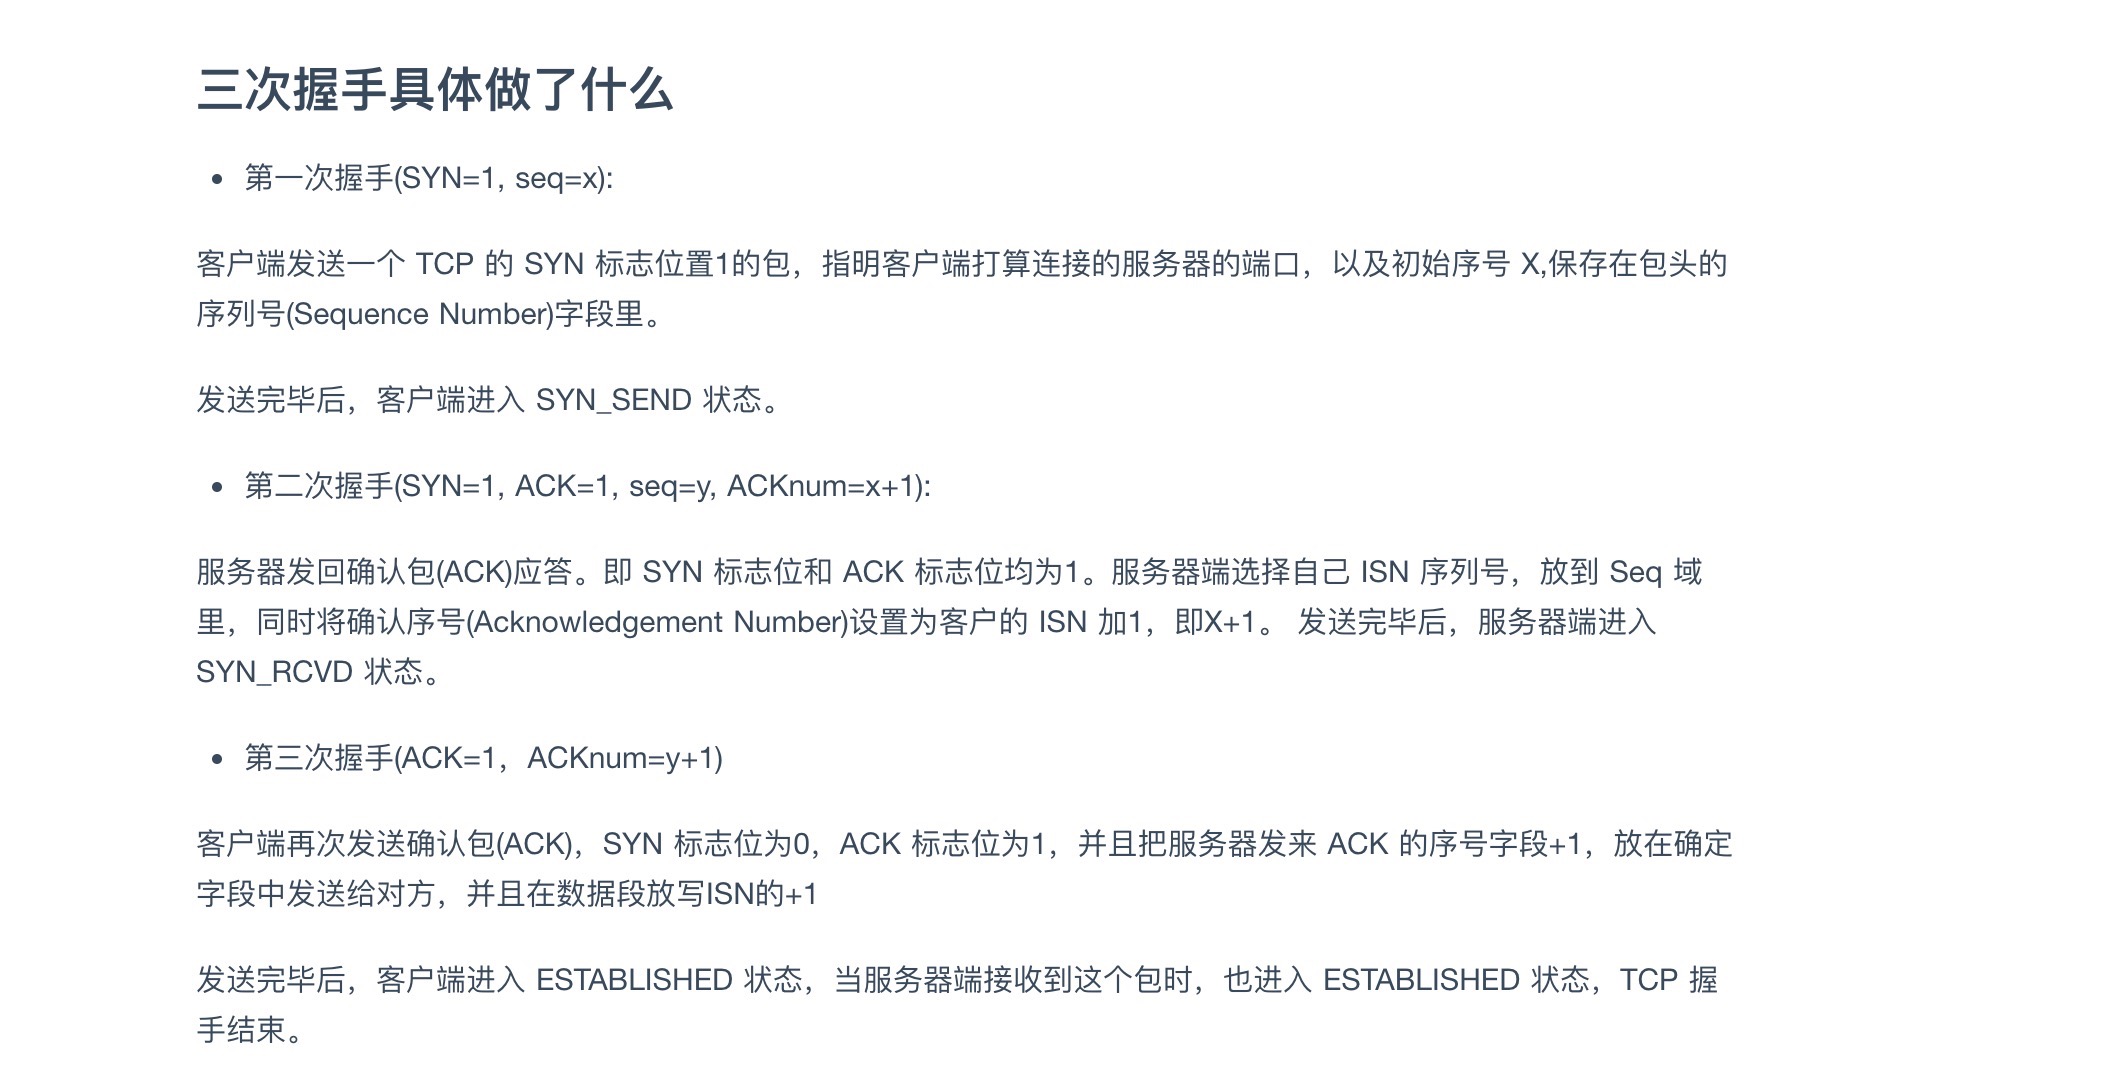 三次握手具体做了什么
• 第一次握手(SYN=1, seq=x):
客户端发送一个 TCP 的 SYN 标志位置1的包，指明客户端打算连接的服务器的端口，以及初始序号 X,保存在包头的
序列号(Sequence Number)字段里。
发送完毕后，客户端进入 SYN_SEND 状态。
• 第二次握手(SYN=1, ACK=1, seq=y, ACKnum=x+1):
服务器发回确认包(ACK)应答。即 SYN 标志位和 ACK 标志位均为1。服务器端选择自己 ISN 序列号，放到 Seq 域
里，同时将确认序号(Acknowledgement Number)设置为客户的 ISN 加1，即X+1。 发送完毕后，服务器端进入
SYN_RCVD 状态。
• 第三次握手(ACK=1，ACKnum=y+1)
客户端再次发送确认包(ACK)，SYN 标志位为0，ACK 标志位为1，并且把服务器发来 ACK 的序号字段+1，放在确定
字段中发送给对方，并且在数据段放写ISN的+1
发送完毕后，客户端进入 ESTABLISHED 状态，当服务器端接收到这个包时，也进入 ESTABLISHED 状态，TCP 握
手结束。